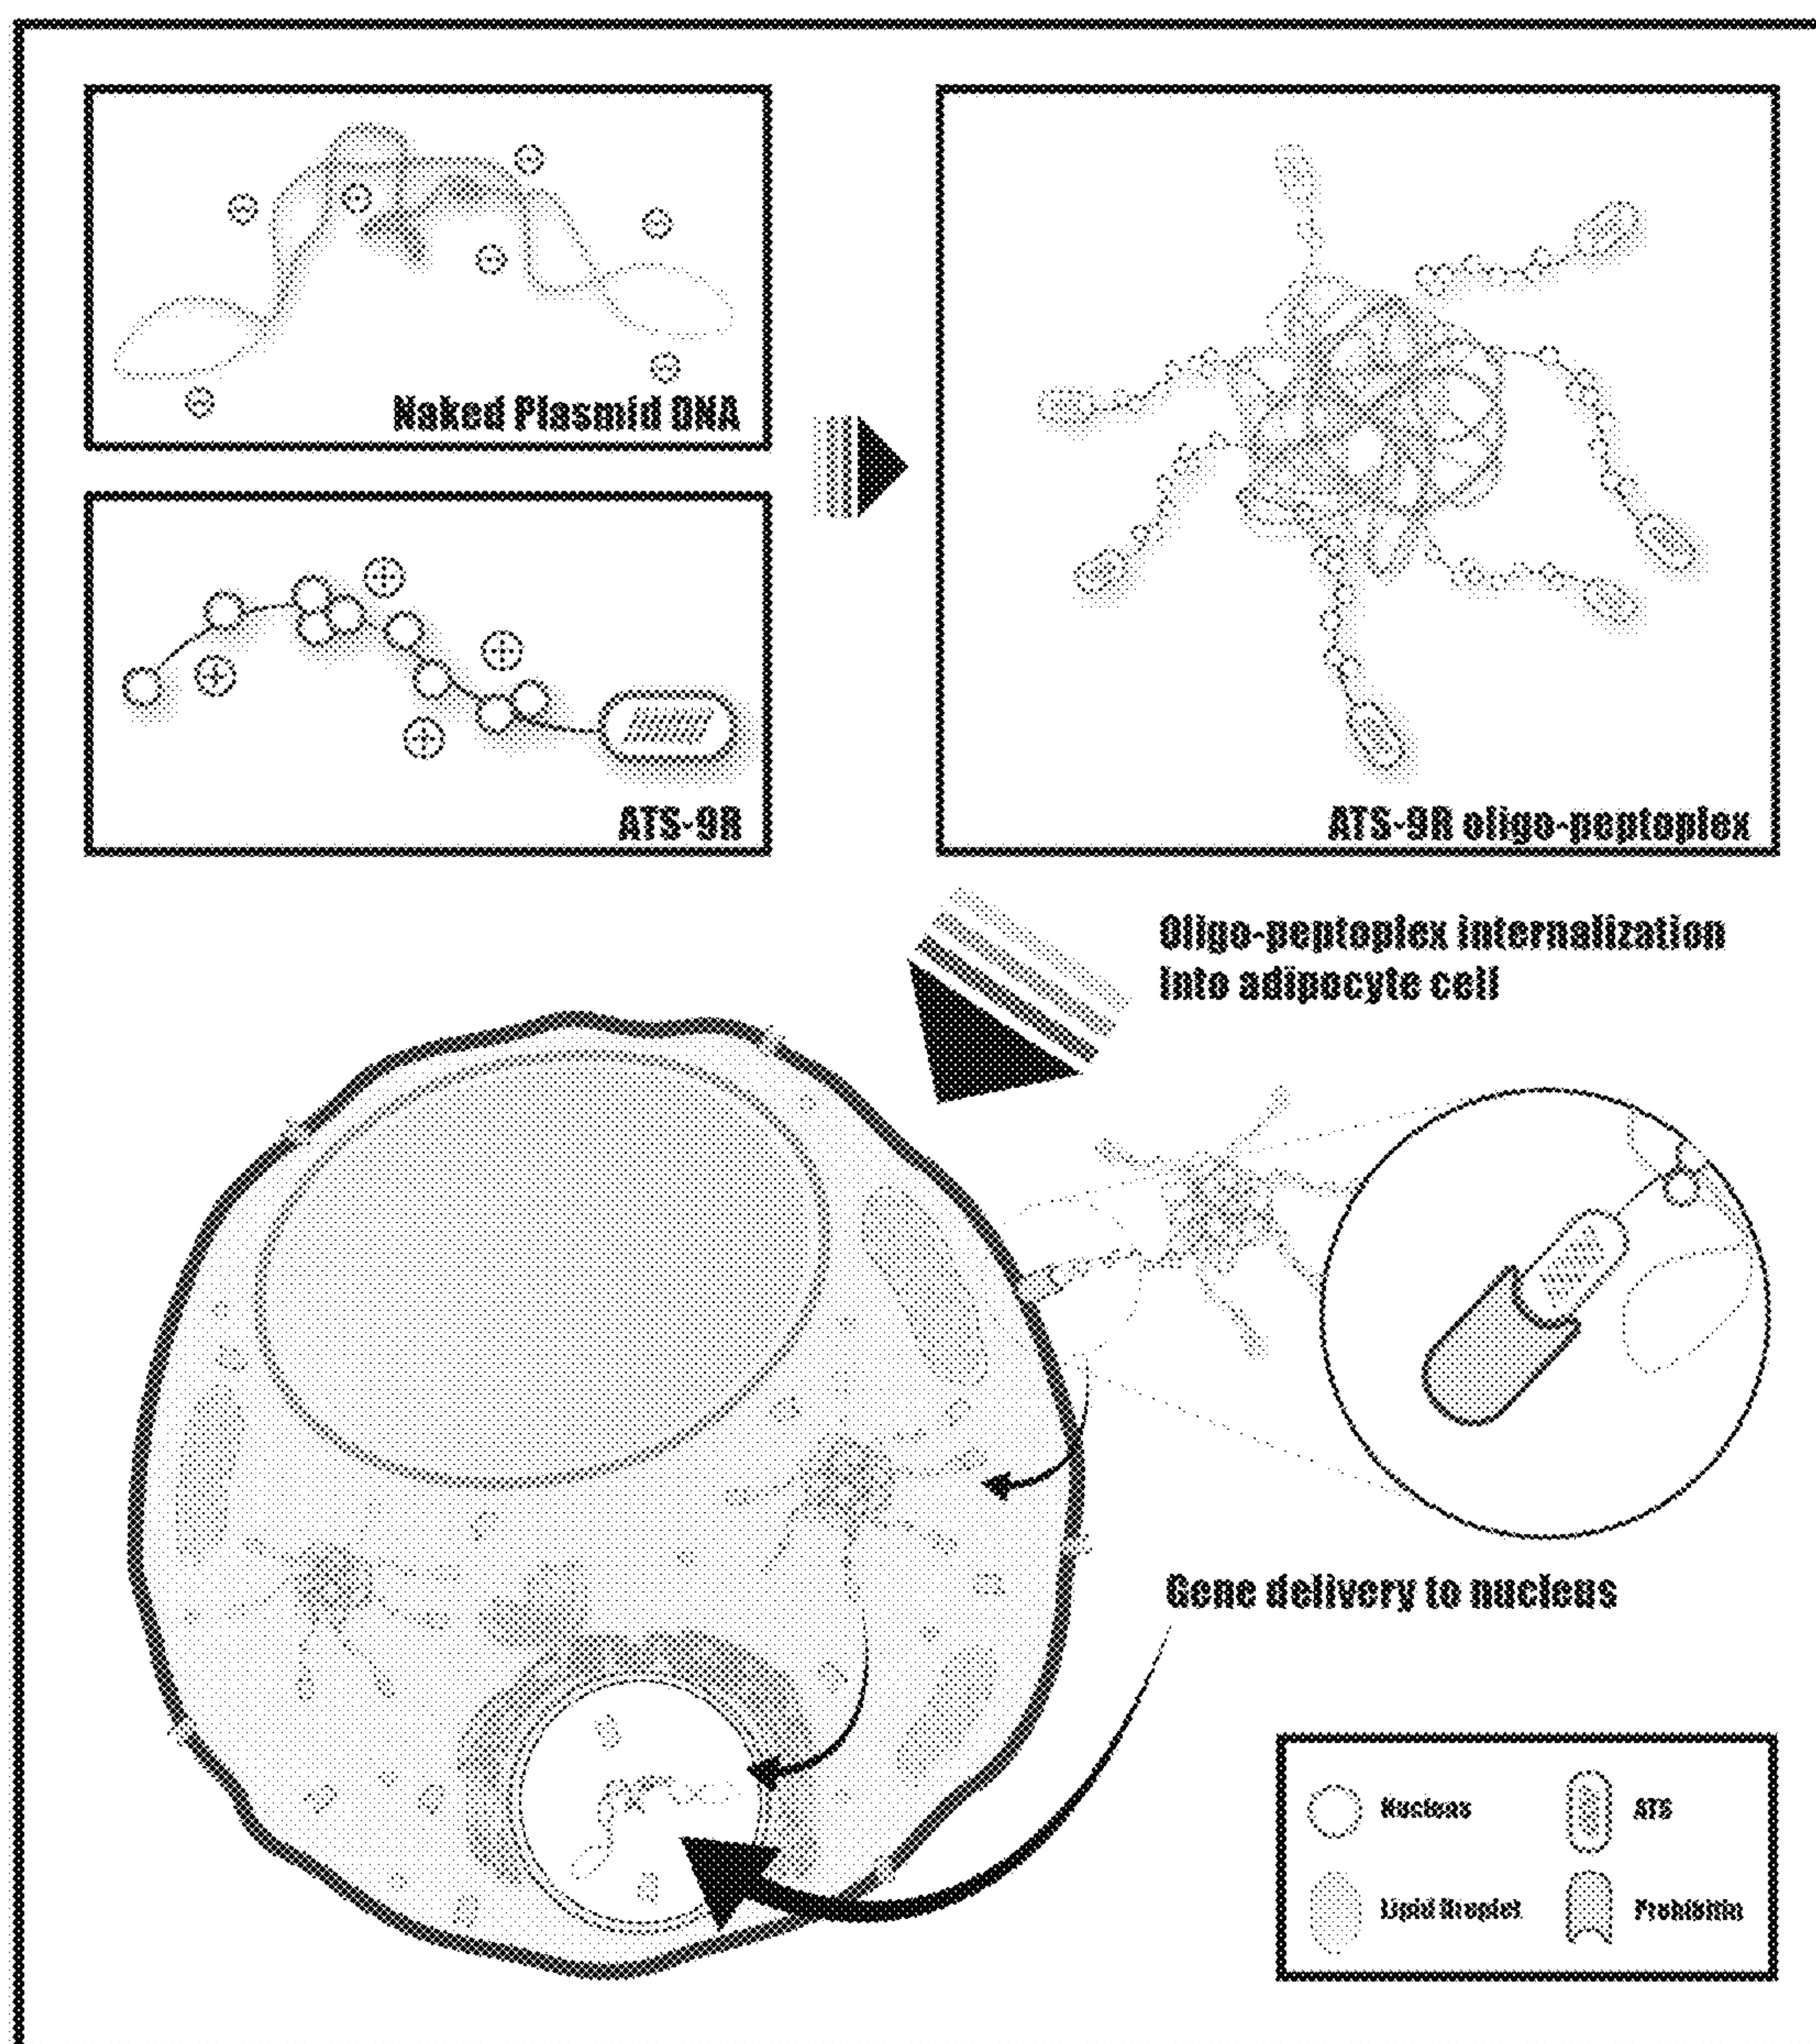 Naked Plasmid DNA
ATS-9R
ATS-9R oligo-peptoplex
Oligo-peptoplex internalization
into adipocyte cell
Gene delivery to nucleus
Nucleus
ATS
Lipid Droplet
Prohibitin